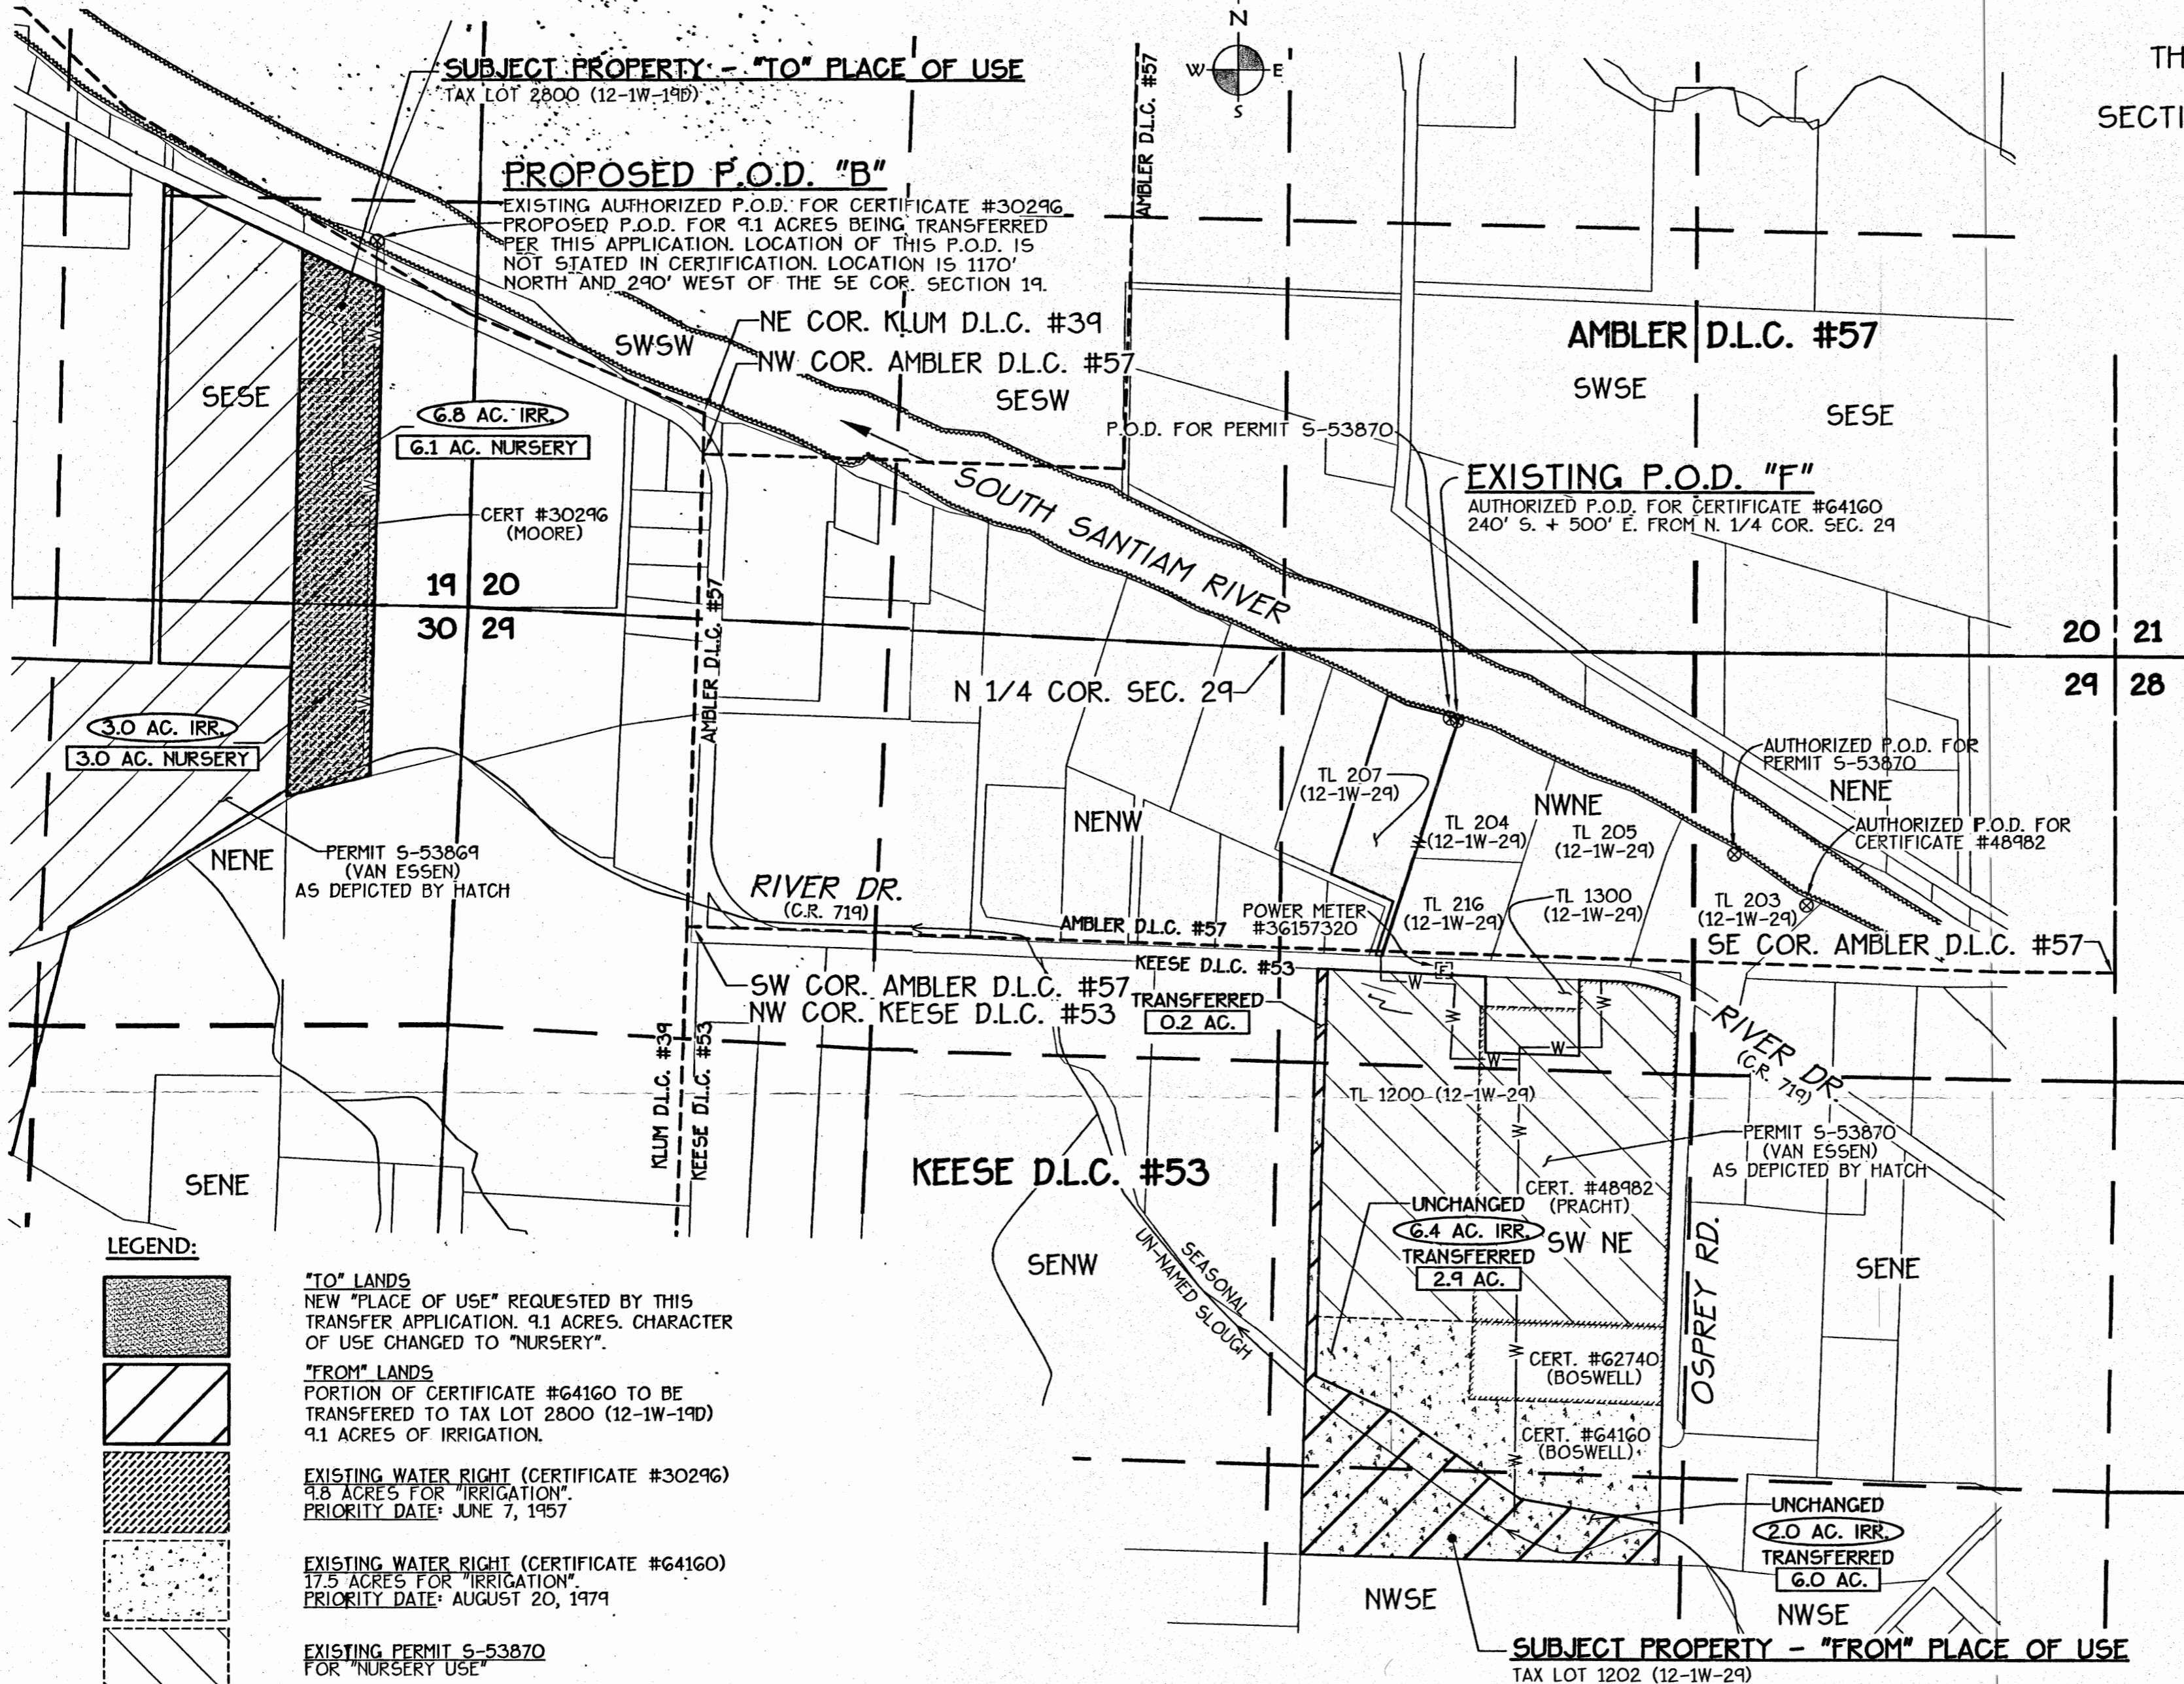 N
W E
S
TH
SECTI
SUBJECT PROPERTY - "TO" PLACE OF USE
TAX LOT 2800 (12-1W-19D)
AMBLER D.L.C. #57
PROPOSED P.O.D. "B"
EXISTING AUTHORIZED P.O.D. FOR CERTIFICATE #30296
PROPOSED P.O.D. FOR 9.1 ACRES BEING TRANSFERRED
PER THIS APPLICATION. LOCATION OF THIS P.O.D. IS
NOT STATED IN CERTIFICATION. LOCATION IS 1170'
NORTH AND 290' WEST OF THE SE COR. SECTION 19.
NE COR. KLUM D.L.C. #39
NW COR. AMBLER D.L.C. #57
SWSW
SESW
AMBLER D.L.C. #57
SWSE
SESE
SESE
6.8 AC. IRR.
6.1 AC. NURSERY
P.O.D. FOR PERMIT S-53870
EXISTING P.O.D. "F"
AUTHORIZED P.O.D. FOR CERTIFICATE #64160
240' S. + 500' E. FROM N. 1/4 COR. SEC. 29
CERT #30296
(MOORE)
SOUTH SANTIAM RIVER
19 20
30 29
20 21
29 28
AMBLER D.L.C. #57
N 1/4 COR. SEC. 29
3.0 AC. IRR.
3.0 AC. NURSERY
W
W
W
AUTHORIZED P.O.D. FOR
PERMIT S-53870
NENE
TL 207
(12-1W-29)
NWNE
NENW
TL 204
(12-1W-29)
TL 205
(12-1W-29)
AUTHORIZED P.O.D. FOR
CERTIFICATE #48982
PERMIT S-53869
(VAN ESSEN)
AS DEPICTED BY HATCH
NENE
RIVER DR.
(C.R. 719)
POWER METER
#36157320
TL 216
(12-1W-29)
TL 1300
(12-1W-29)
TL 203
(12-1W-29)
AMBLER D.L.C. #57
KEESE D.L.C. #53
SE COR. AMBLER D.L.C. #57
SW COR. AMBLER D.L.C. #57
NW COR. KEESE D.L.C. #53
TRANSFERRED
0.2 AC.
W
W
W
W
W
RIVER DR.
(C.R. 719)
KLUM D.L.C. #39
KEESE D.L.C. #53
TL 1200 (12-1W-29)
W
PERMIT S-53870
(VAN ESSEN)
AS DEPICTED BY HATCH
KEESE D.L.C. #53
SENE
CERT. #48982
(PRACHT)
UNCHANGED
6.4 AC. IRR.
TRANSFERRED
2.9 AC.
SW NE
SENW
SEASONAL
UN-NAMED SLOUGH
OSPREY RD.
SENE
W
CERT. #62740
(BOSWELL)
CERT. #64160
(BOSWELL)
W
UNCHANGED
2.0 AC. IRR.
TRANSFERRED
6.0 AC.
NWSE
NWSE
SUBJECT PROPERTY - "FROM" PLACE OF USE
TAX LOT 1202 (12-1W-29)
LEGEND:
"TO" LANDS
NEW "PLACE OF USE" REQUESTED BY THIS
TRANSFER APPLICATION. 9.1 ACRES. CHARACTER
OF USE CHANGED TO "NURSERY".
"FROM" LANDS
PORTION OF CERTIFICATE #64160 TO BE
TRANSFERED TO TAX LOT 2800 (12-1W-19D)
9.1 ACRES OF IRRIGATION.
EXISTING WATER RIGHT (CERTIFICATE #30296)
9.8 ACRES FOR "IRRIGATION".
PRIORITY DATE: JUNE 7, 1957
EXISTING WATER RIGHT (CERTIFICATE #64160)
17.5 ACRES FOR "IRRIGATION".
PRIORITY DATE: AUGUST 20, 1979
EXISTING PERMIT S-53870
FOR "NURSERY USE"